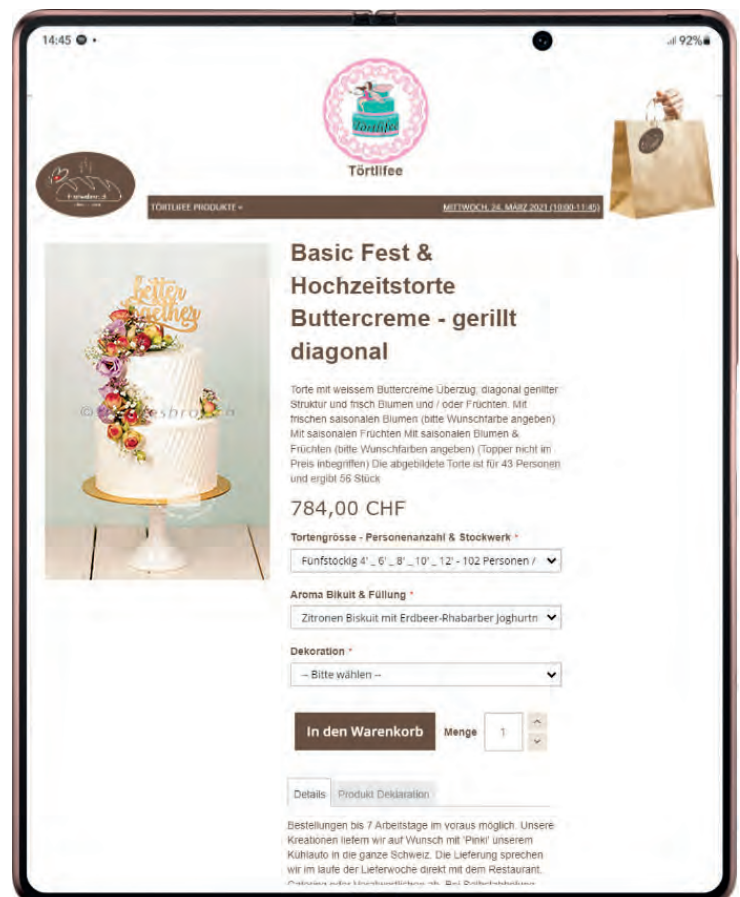 14:45
92%
Törtlifee
Törtlifee
TÖRTLIFEE PRODUKTE
MITTWOCH, 24. MÄRZ 2021 (10:00-11:45)
better
together
Basic Fest &
Hochzeitstorte
Buttercreme - gerillt
diagonal
Torte mit weissem Buttercreme Überzug, diagonal gerillter
Struktur und frisch Blumen und / oder Früchten. Mit
frischen saisonalen Blumen (bitte Wunschfarbe angeben)
Mit saisonalen Früchten Mit saisonalen Blumen &
Früchten (bitte Wunschfarben angeben) (Topper nicht im
Preis inbegriffen) Die abgebildete Torte ist für 43 Personen
und ergibt 56 Stück
784,00 CHF
Tortengrösse - Personenanzahl & Stockwerk *
Fünfstöckig 4' _ 6' _ 8' _ 10' _ 12' - 102 Personen /
Aroma Bikuit & Füllung *
Zitronen Biskuit mit Erdbeer-Rhabarber Joghurtn
Dekoration *
-- Bitte wählen --
In den Warenkorb Menge 1
Details Produkt Deklaration
Bestellungen bis 7 Arbeitstage im voraus möglich. Unsere
Kreationen liefern wir auf Wunsch mit 'Pinki' unserem
Kühlauto in die ganze Schweiz. Die Lieferung sprechen
wir im laufe der Lieferwoche direkt mit dem Restaurant,